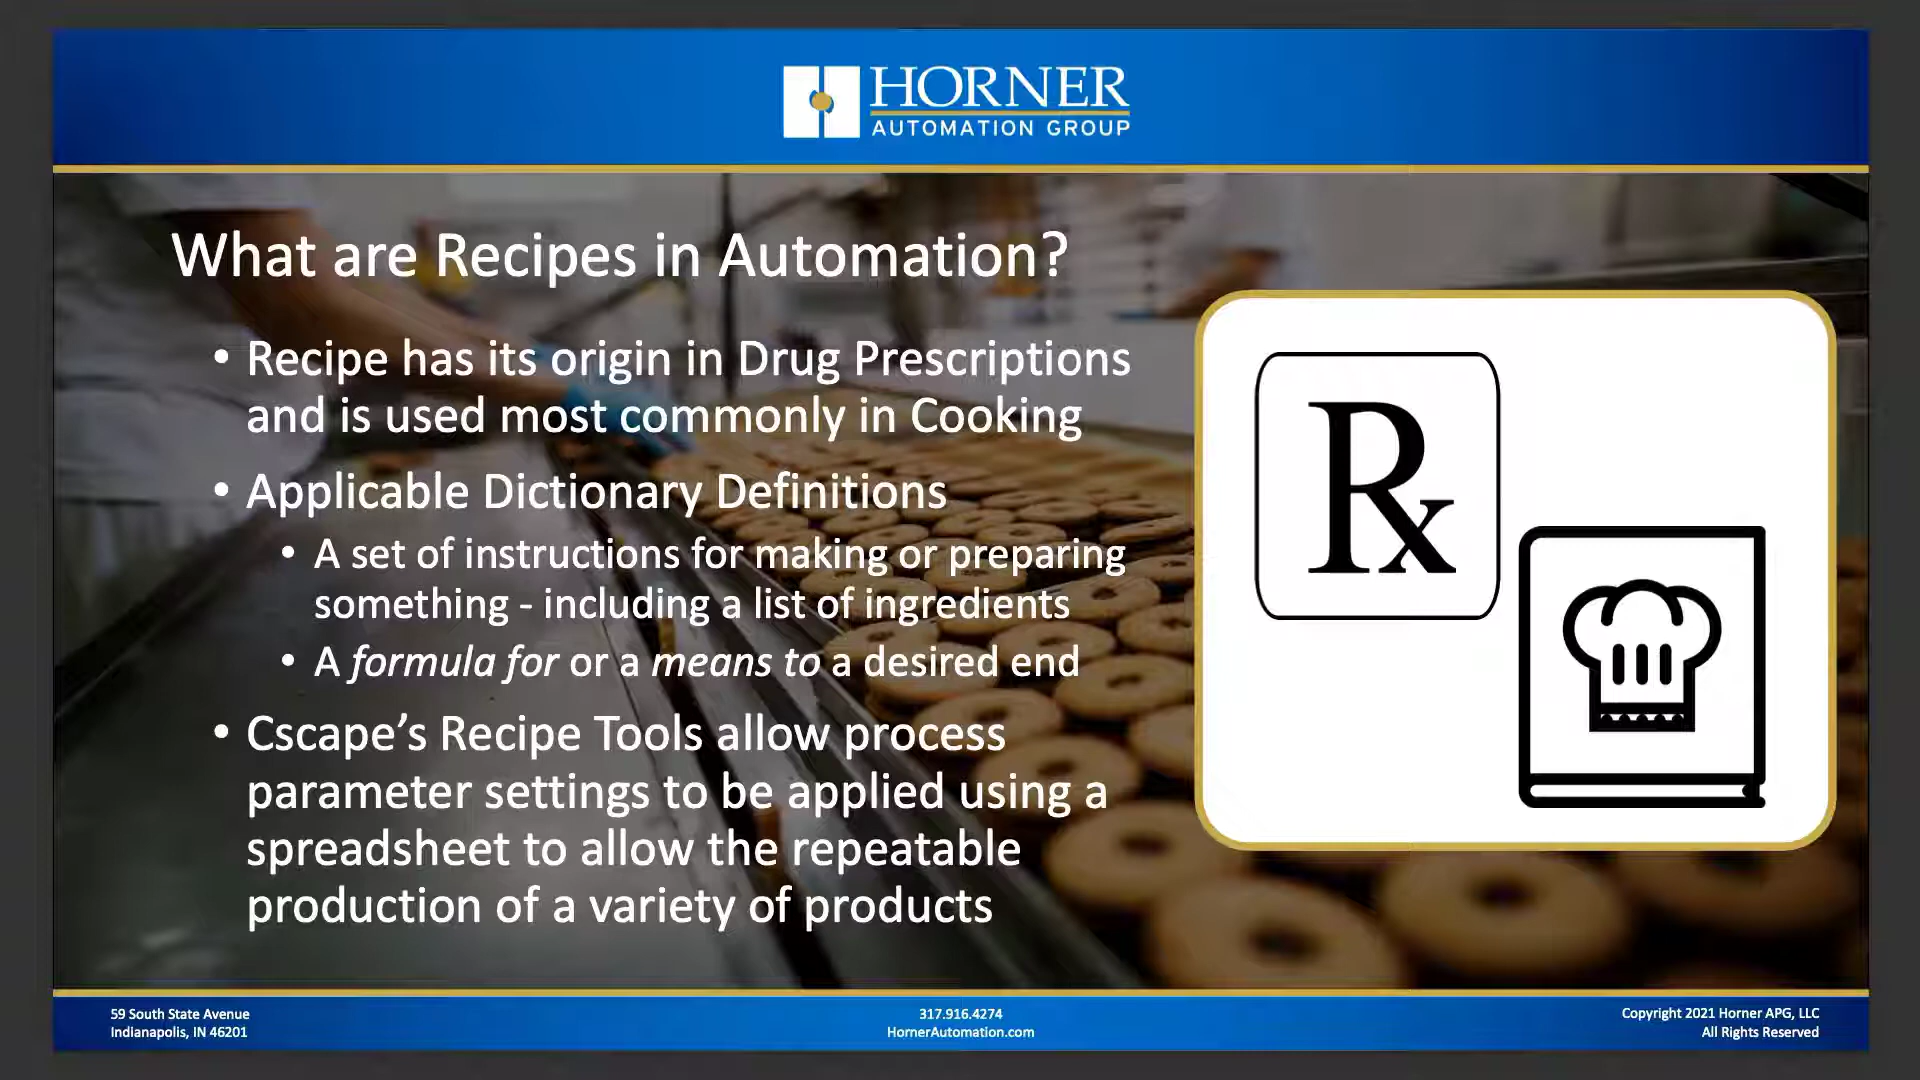 HORNER
AUTOMATION GROUP
What are Recipes in Automation?
• Recipe has its origin in Drug Prescriptions
and is used most commonly in Cooking
• Applicable Dictionary Definitions
• A set of instructions for making or preparing
something - including a list of ingredients
• A formula for or a means to a desired end
• Cscape’s Recipe Tools allow process
parameter settings to be applied using a
spreadsheet to allow the repeatable
production of a variety of products
Rx
59 South State Avenue
Indianapolis, IN 46201
317.916.4274
HornerAutomation.com
Copyright 2021 Horner APG, LLC
All Rights Reserved